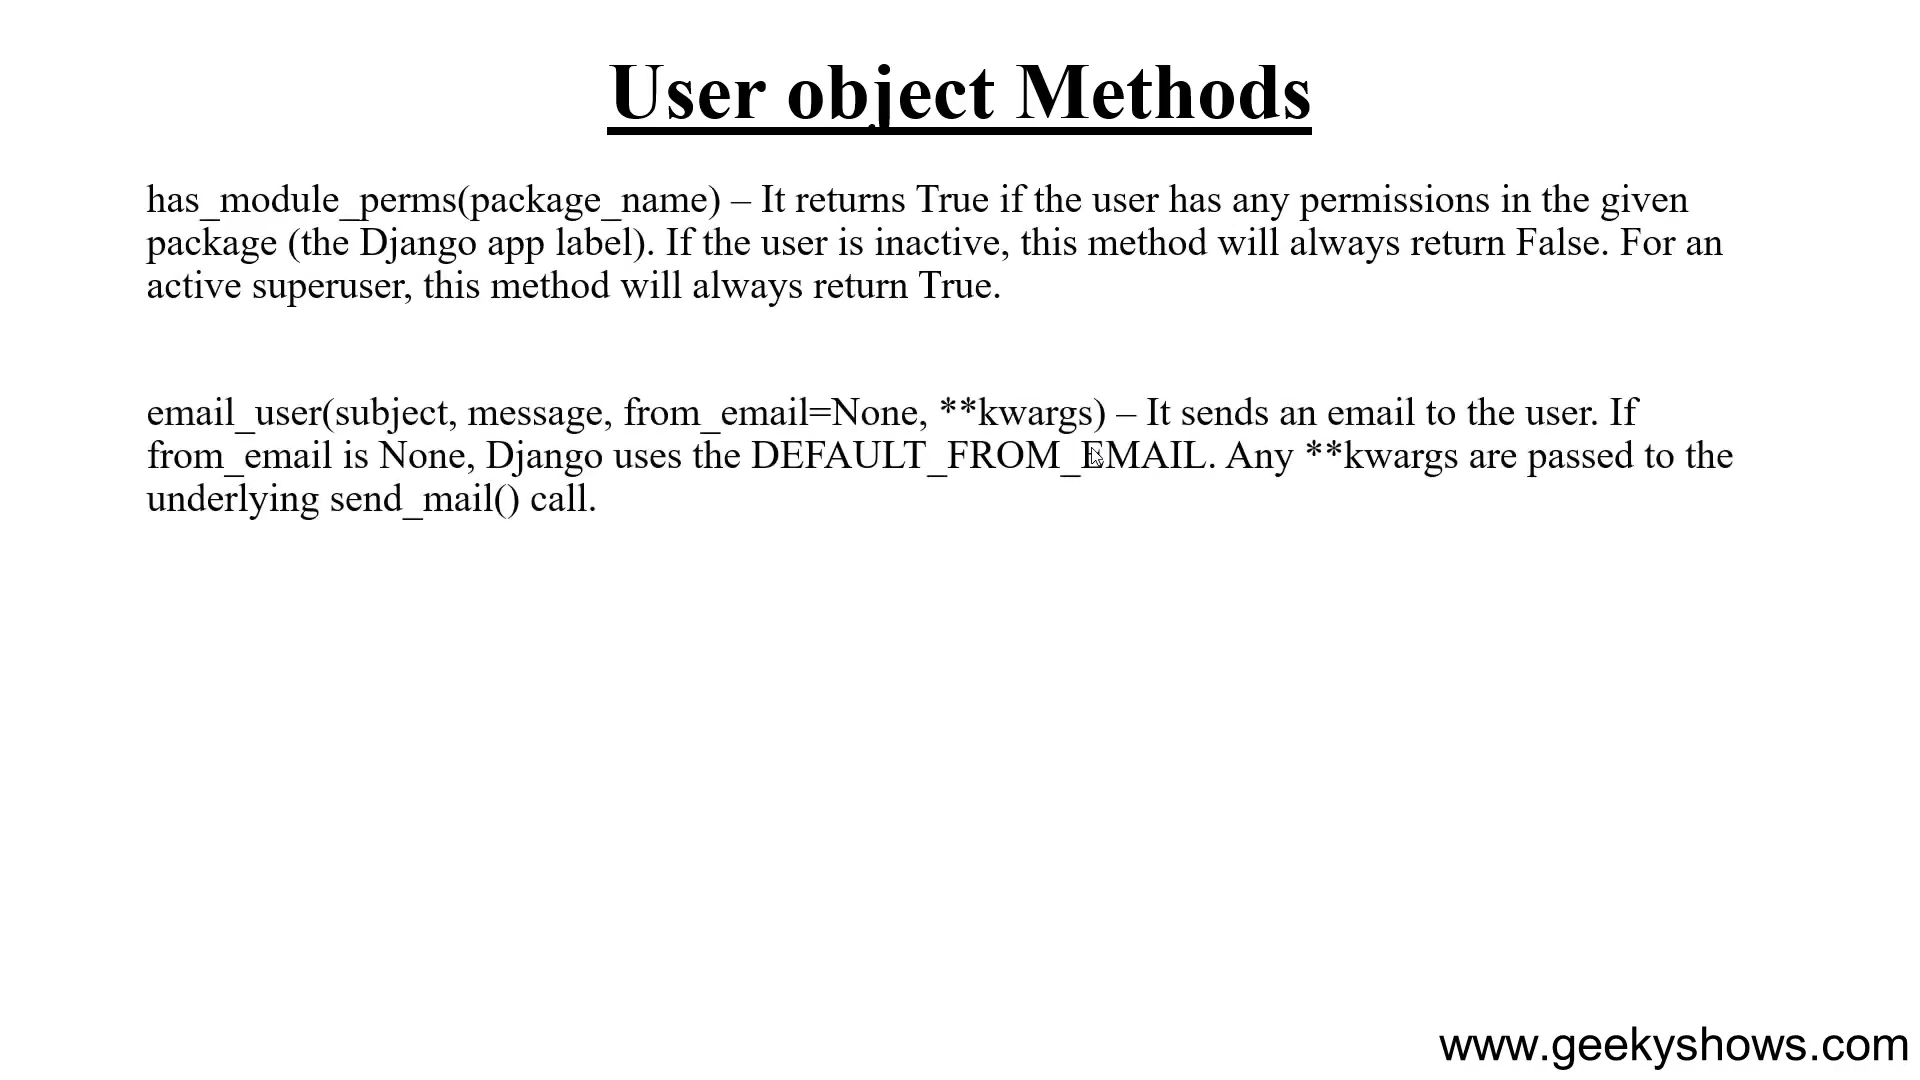 User object Methods
has_module_perms(package_name) – It returns True if the user has any permissions in the given
package (the Django app label). If the user is inactive, this method will always return False. For an
active superuser, this method will always return True.
email_user(subject, message, from_email=None, **kwargs) – It sends an email to the user. If
from_email is None, Django uses the DEFAULT_FROM_EMAIL. Any **kwargs are passed to the
underlying send_mail() call.
www.geekyshows.com